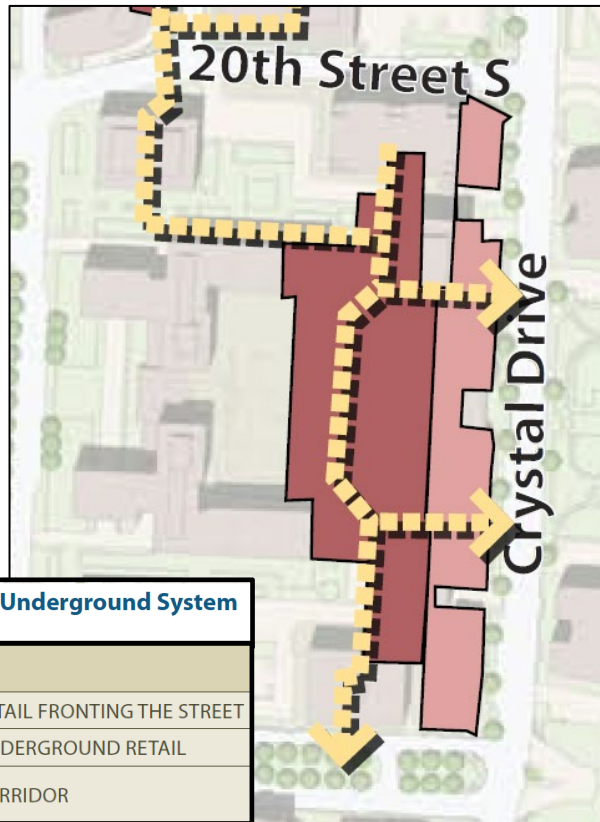 20th Street S
Crystal Drive
Underground System
TAIL FRONTING THE STREET
DERGROUND RETAIL
RRIDOR